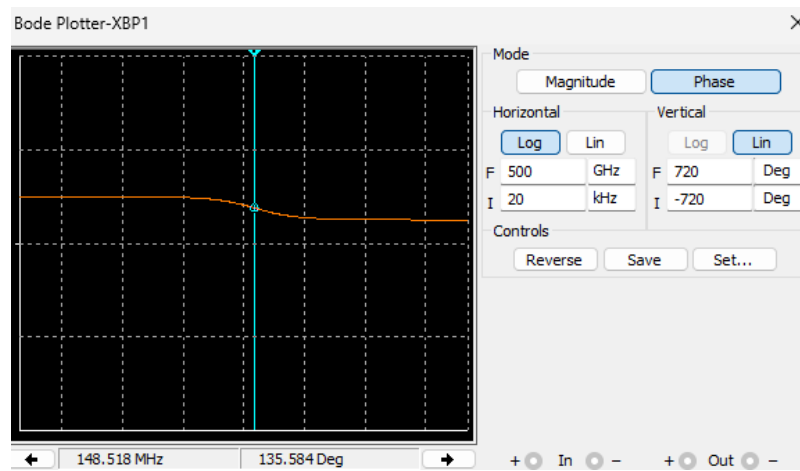 Bode Plotter-XBP1
Mode
Magnitude Phase
Horizontal Vertical
Log Lin Log Lin
F 500 GHz F 720 Deg
I 20 kHz I -720 Deg
Controls
Reverse Save Set...
148.518 MHz 135.584 Deg + In - + Out -